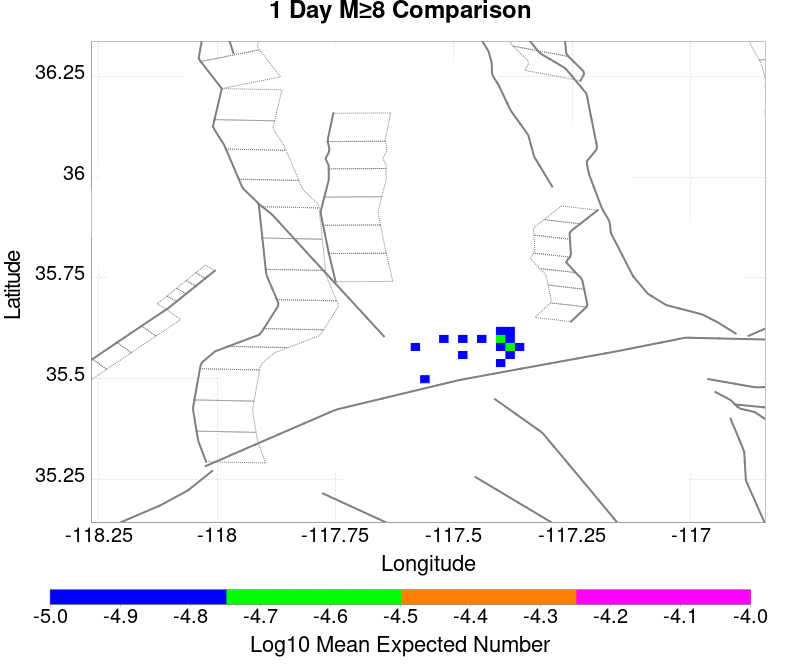 1 Day M≥8 Comparison
36.25
36
35.75
35.5
35.25
Latitude
-118.25 -118 -117.75 -117.5 -117.25 -117
Longitude
-5.0 -4.9 -4.8 -4.7 -4.6 -4.5 -4.4 -4.3 -4.2 -4.1 -4.0
Log10 Mean Expected Number